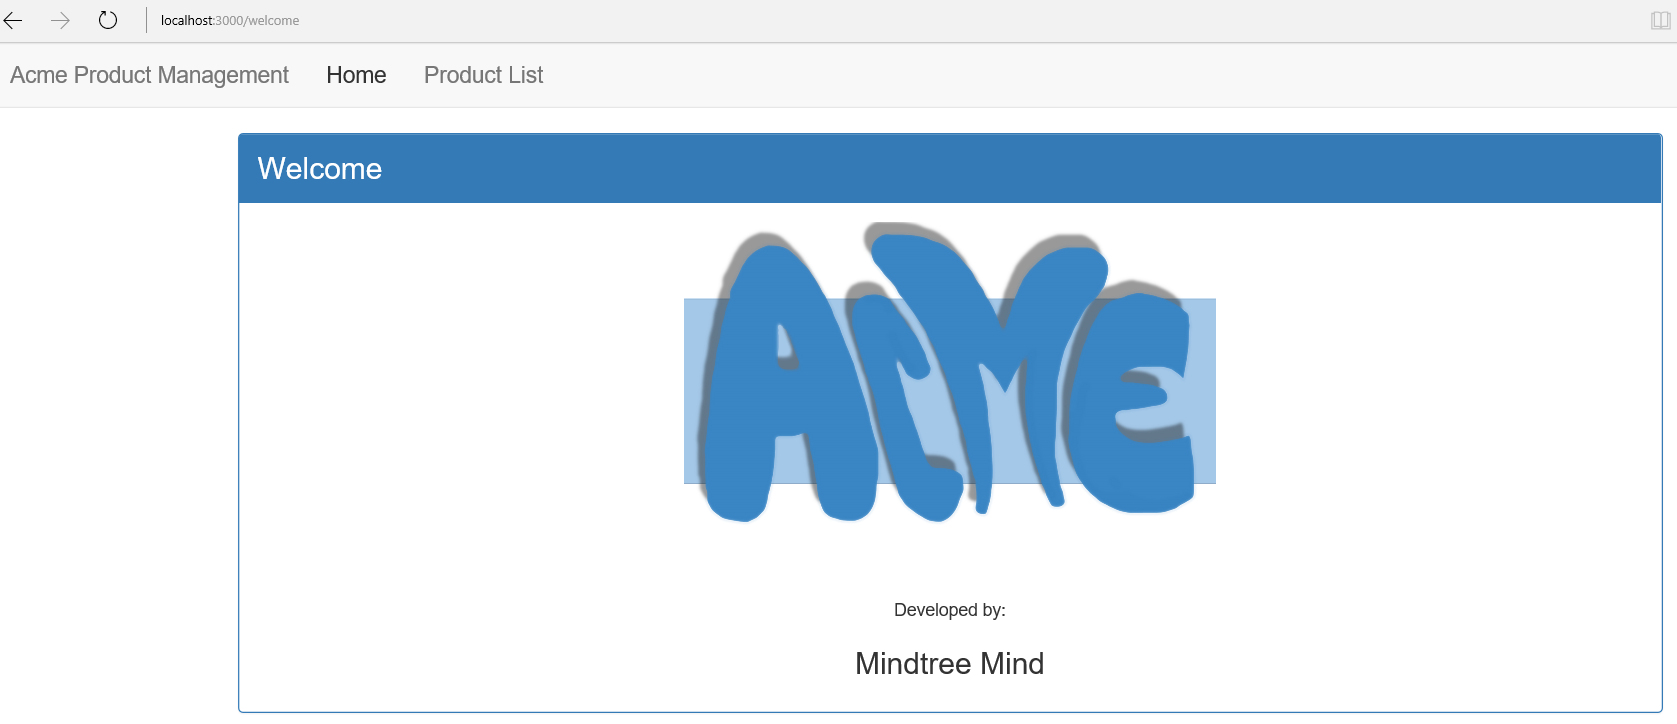 localhost:3000/welcome
Acme Product Management Home Product List
Welcome
ACME
Developed by:
Mindtree Mind